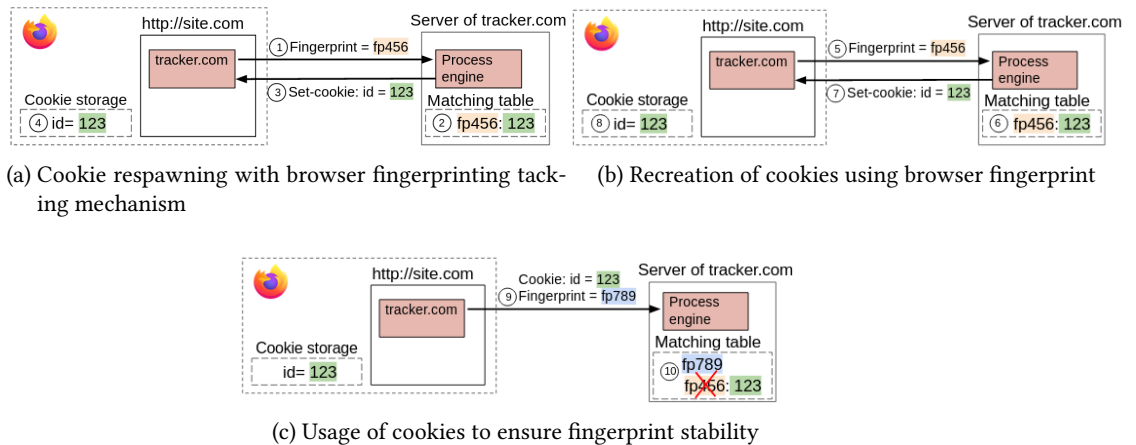 http://site.com
Server of tracker.com
tracker.com
① Fingerprint = fp456
Process
engine
③ Set-cookie: id = 123
Cookie storage
④ id= 123
Matching table
② fp456: 123
(a) Cookie respawning with browser fingerprinting tack-
ing mechanism
http://site.com
Server of tracker.com
tracker.com
⑤ Fingerprint = fp456
Process
engine
⑦ Set-cookie: id = 123
Cookie storage
⑧ id= 123
Matching table
⑥ fp456: 123
(b) Recreation of cookies using browser fingerprint
http://site.com
Server of tracker.com
tracker.com
Cookie: id = 123
⑨ Fingerprint = fp789
Process
engine
Cookie storage
id= 123
Matching table
⑩ fp789
fp456: 123
(c) Usage of cookies to ensure fingerprint stability